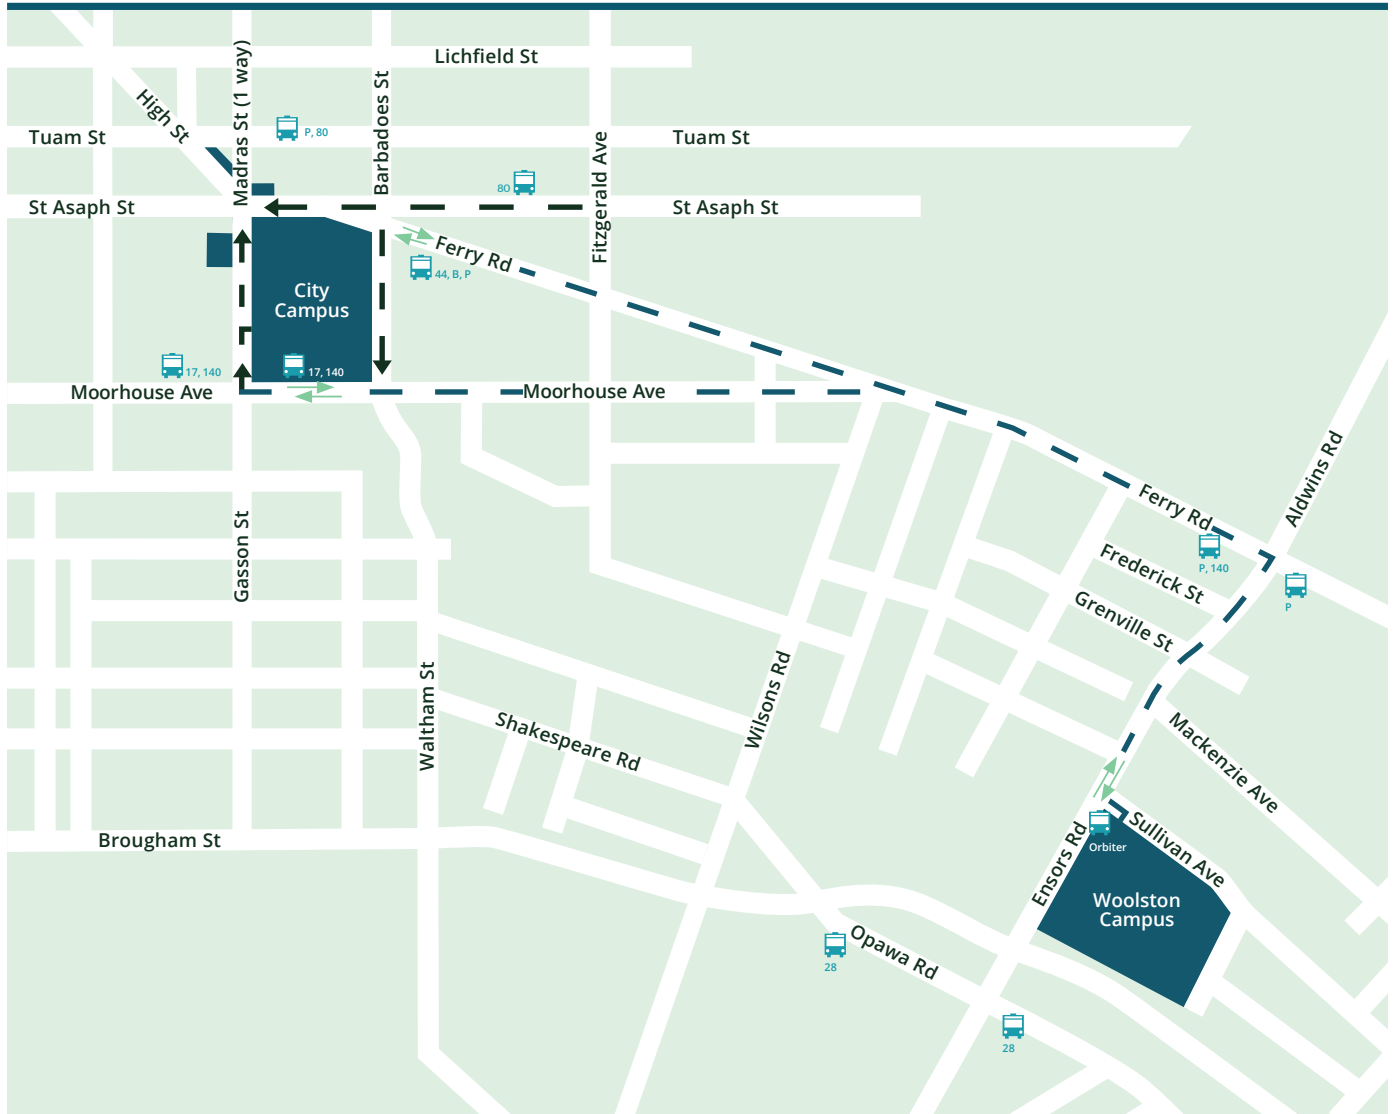 Lichfield St
High St
Madras St (1 way)
Barbadoes St
P, 80
Tuam St
Tuam St
Fitzgerald Ave
80
St Asaph St
St Asaph St
Ferry Rd
44, B, P
City
Campus
17, 140
17, 140
Moorhouse Ave
Moorhouse Ave
Aldwins Rd
Ferry Rd
Gasson St
P, 140
Frederick St
P
Grenville St
Waltham St
Wilsons Rd
Shakespeare Rd
Mackenzie Ave
Brougham St
Sullivan Ave
Orbiter
Ensors Rd
Woolston
Campus
Opawa Rd
28
28